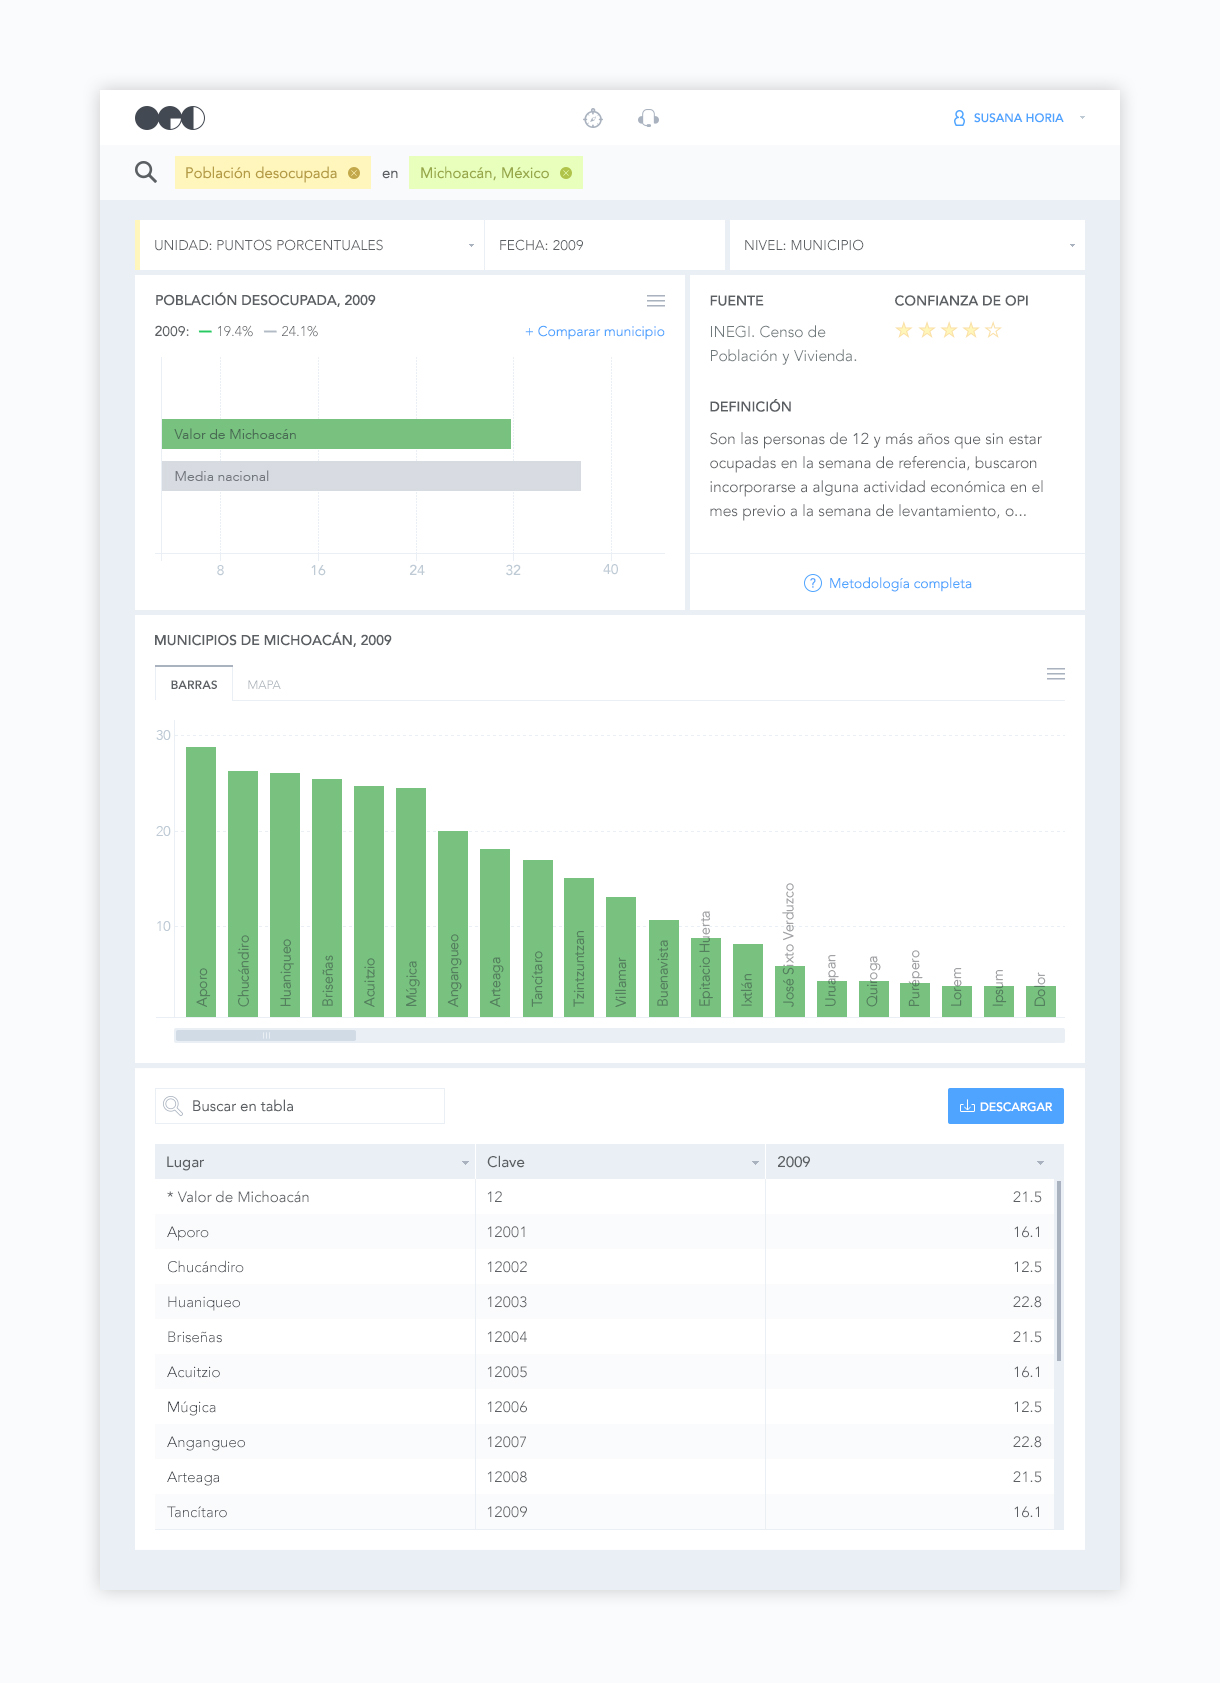 SUSANA HORIA
Población desocupada en Michoacán, México
UNIDAD: PUNTOS PORCENTUALES FECHA: 2009 NIVEL: MUNICIPIO
POBLACIÓN DESOCUPADA, 2009
2009: 19.4% 24.1% + Comparar municipio
Valor de Michoacán
Media nacional
8 16 24 32 40
FUENTE
INEGI. Censo de
Población y Vivienda.
CONFIANZA DE OPI
DEFINICIÓN
Son las personas de 12 y más años que sin estar
ocupadas en la semana de referencia, buscaron
incorporarse a alguna actividad económica en el
mes previo a la semana de levantamiento, o...
? Metodología completa
MUNICIPIOS DE MICHOACÁN, 2009
BARRAS MAPA
30
20
10
Aporo
Chucándiro
Huaniqueo
Briseñas
Acuitzio
Múgica
Angangueo
Arteaga
Tancítaro
Tzintzuntzan
Villamar
Buenavista
Epitacio Huerta
Ixtlán
José Sixto Verduzco
Uruapan
Quiroga
Purépero
Lorem
Ipsum
Dolor
Buscar en tabla DESCARGAR
Lugar Clave 2009
* Valor de Michoacán 12 21.5
Aporo 12001 16.1
Chucándiro 12002 12.5
Huaniqueo 12003 22.8
Briseñas 12004 21.5
Acuitzio 12005 16.1
Múgica 12006 12.5
Angangueo 12007 22.8
Arteaga 12008 21.5
Tancítaro 12009 16.1